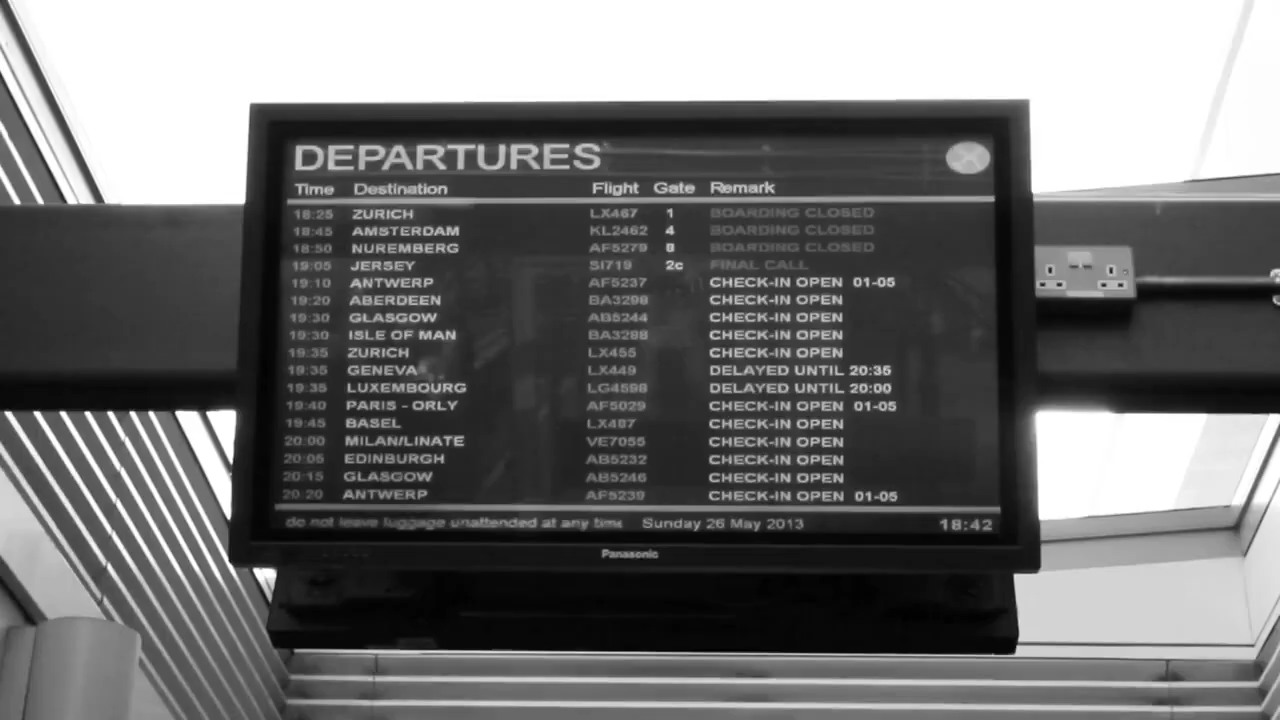 DEPARTURES
Time Destination Flight Gate Remark
18:25 ZURICH LX467 1 BOARDING CLOSED
18:45 AMSTERDAM KL2462 4 BOARDING CLOSED
18:50 NUREMBERG AF5279 8 BOARDING CLOSED
19:05 JERSEY SI719 2c FINAL CALL
19:10 ANTWERP AF5237 CHECK-IN OPEN 01-05
19:20 ABERDEEN BA3298 CHECK-IN OPEN
19:30 GLASGOW AB5244 CHECK-IN OPEN
19:30 ISLE OF MAN BA3288 CHECK-IN OPEN
19:35 ZURICH LX455 CHECK-IN OPEN
19:35 GENEVA LX449 DELAYED UNTIL 20:35
19:35 LUXEMBOURG LG4598 DELAYED UNTIL 20:00
19:40 PARIS - ORLY AF5029 CHECK-IN OPEN 01-05
19:45 BASEL LX487 CHECK-IN OPEN
20:00 MILAN/LINATE VE7055 CHECK-IN OPEN
20:05 EDINBURGH AB5232 CHECK-IN OPEN
20:15 GLASGOW AB5246 CHECK-IN OPEN
20:20 ANTWERP AF5239 CHECK-IN OPEN 01-05
do not leave luggage unattended at any time Sunday 26 May 2013 18:42
Panasonic